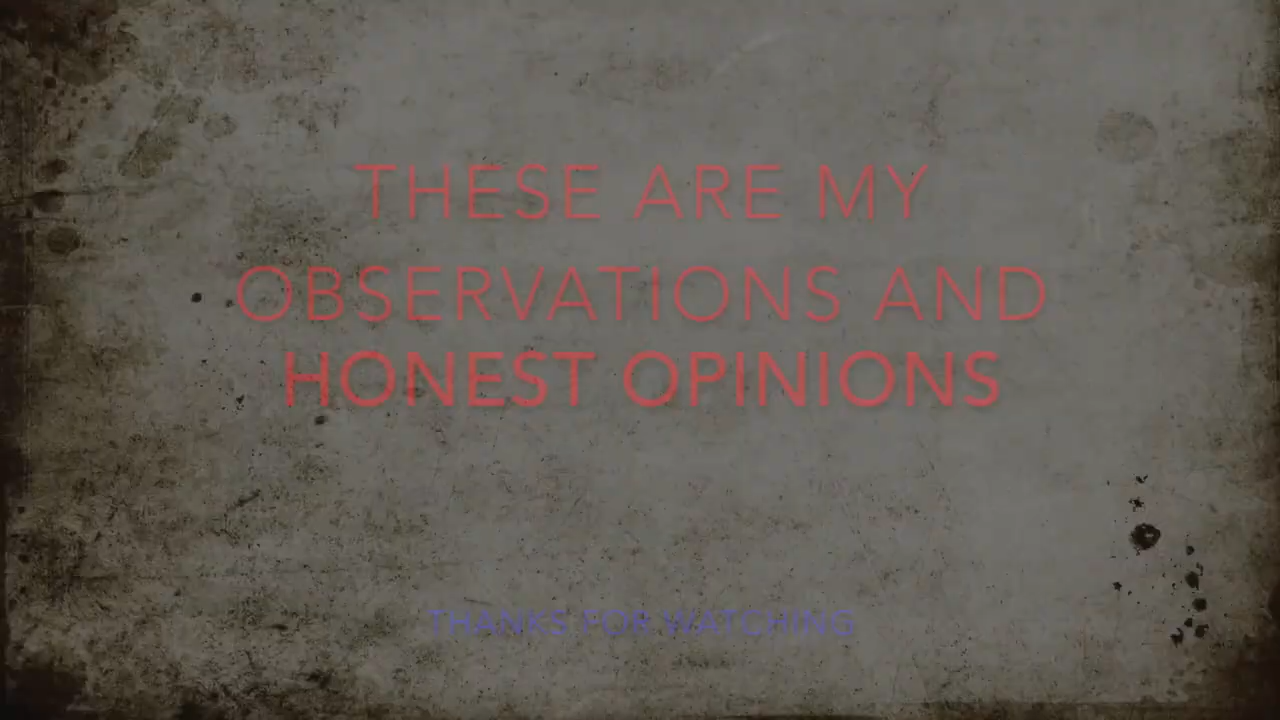 THESE ARE MY
OBSERVATIONS AND
HONEST OPINIONS
THANKS FOR WATCHING